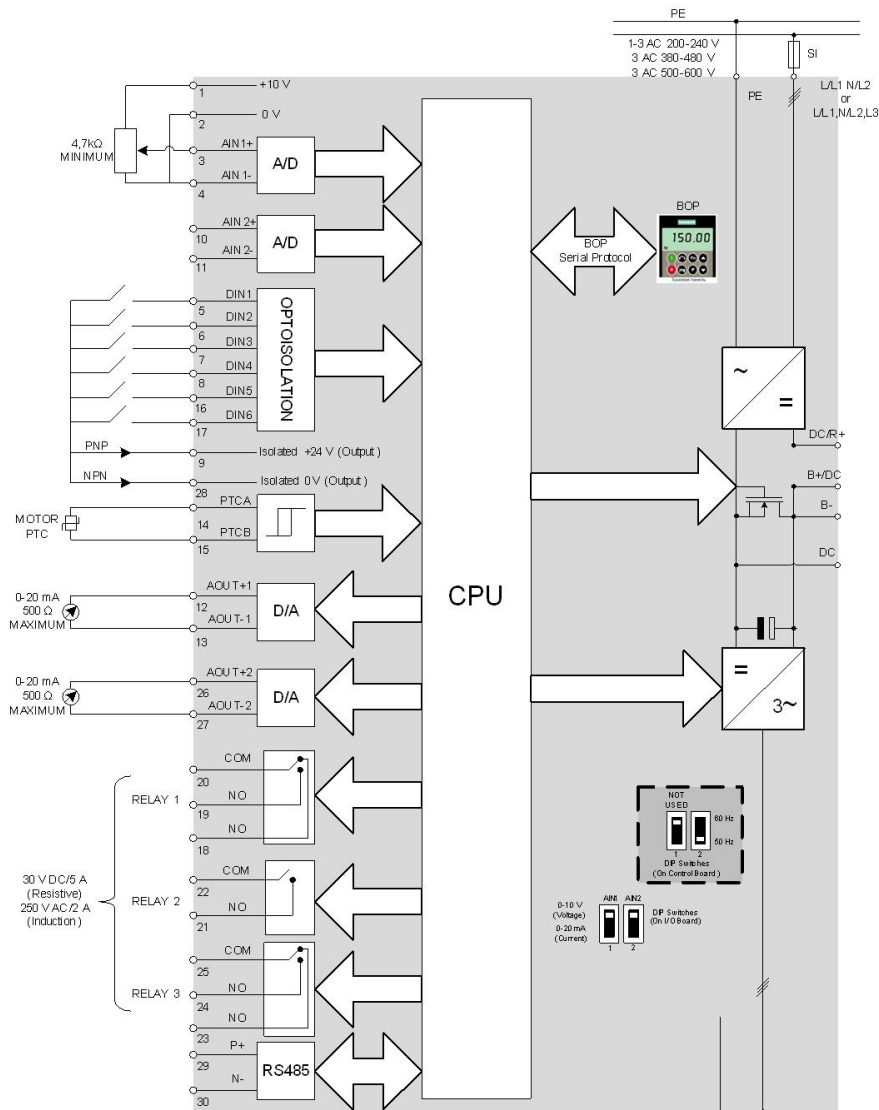 PE
1-3 AC 200-240 V
3 AC 380-480 V
3 AC 500-600 V
SI
PE
L/L1 N/L2
or
L/L1,N/L2,L3
1
+10 V
2
0 V
4,7kΩ
MINIMUM
AIN 1+
3
AIN 1-
4
A/D
AIN 2+
10
AIN 2-
11
A/D
BOP
BOP
Serial Protocol
150.00
DIN1
5
DIN2
6
DIN3
7
DIN4
8
DIN5
16
DIN6
17
OPTOISOLATION
~
=
PNP
9
Isolated +24 V (Output)
NPN
28
Isolated 0 V (Output)
DC/R+
B+/DC
B-
DC
MOTOR
PTC
PTCA
14
PTCB
15
CPU
0-20 mA
500 Ω
MAXIMUM
AOUT+1
12
AOUT-1
13
D/A
0-20 mA
500 Ω
MAXIMUM
AOUT+2
26
AOUT-2
27
D/A
=
3~
RELAY 1
COM
20
NO
19
NO
18
30 V DC/5 A
(Resistive)
250 V AC/2 A
(Induction)
RELAY 2
COM
22
NO
21
RELAY 3
COM
25
NO
24
NO
23
P+
29
N-
30
RS485
NOT
USED
60 Hz
50 Hz
1
2
DIP Switches
(On Control Board)
0-10 V
(Voltage)
0-20 mA
(Current)
AIN1
AIN2
1
2
DIP Switches
(On I/O Board)